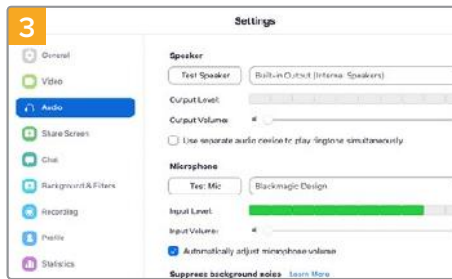 3
Settings
General
Video
Audio
Share Screen
Chat
Background & Filters
Recording
Profile
Statistics
Speaker
Test Speaker
Built-in Output (Internal Speakers)
Output Level:
Output Volume:
Use separate audio device to play ringtone simultaneously
Microphone
Test Mic
Blackmagic Design
Input Level:
Input Volume:
Automatically adjust microphone volume
Suppress background noise Learn More